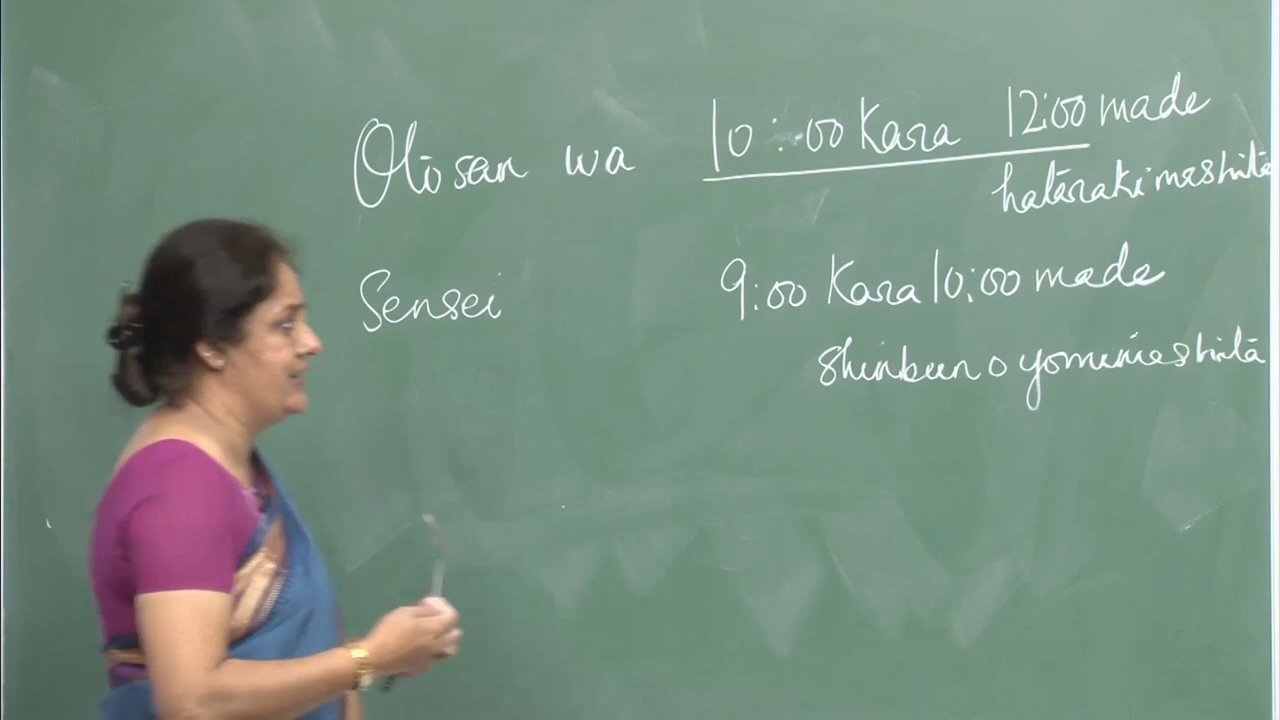 Otōsan wa 10:00 kara 12:00 made
hatarakimashita
Sensei 9:00 kara 10:00 made
shinbun o yomimashita